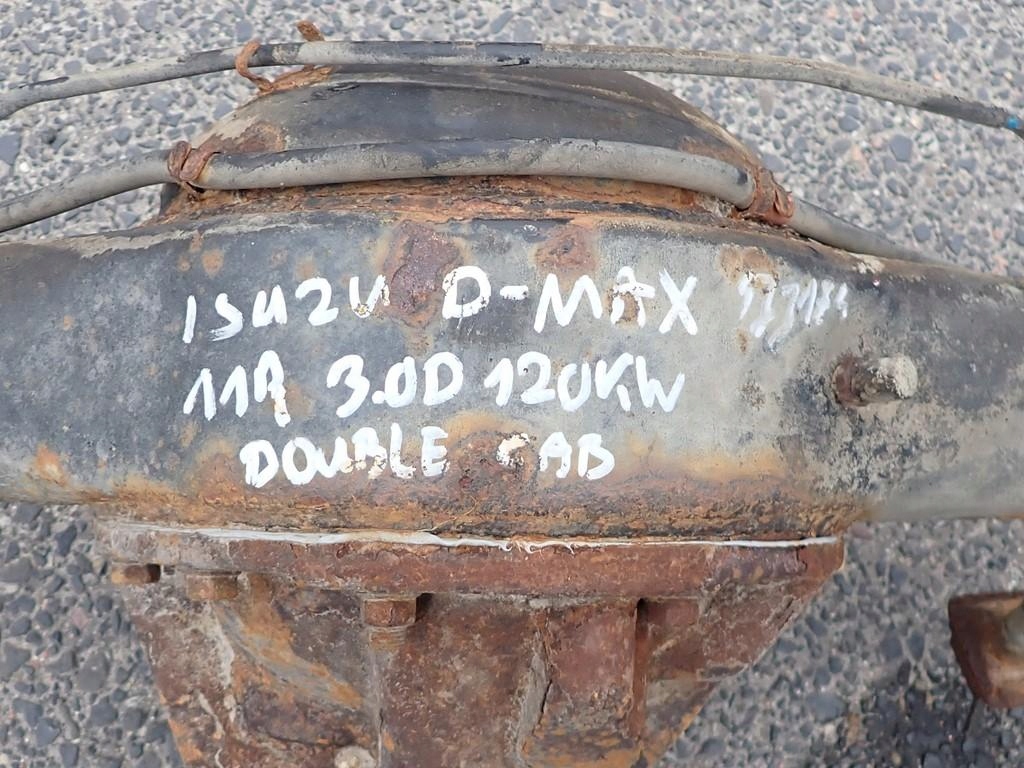 ISUZU D-MAX
11R 3.0D 120KW
DOUBLE CAB